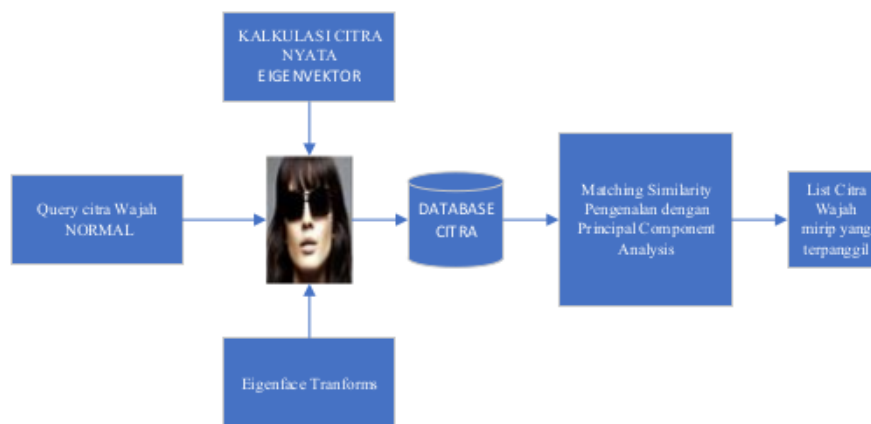 KALKULASI CITRA
NYATA
EIGENVEKTOR
Query citra Wajah
NORMAL
DATABASE
CITRA
Matching Similarity
Pengenalan dengan
Principal Component
Analysis
List Citra
Wajah
mirip yang
terpanggil
Eigenface Tranforms